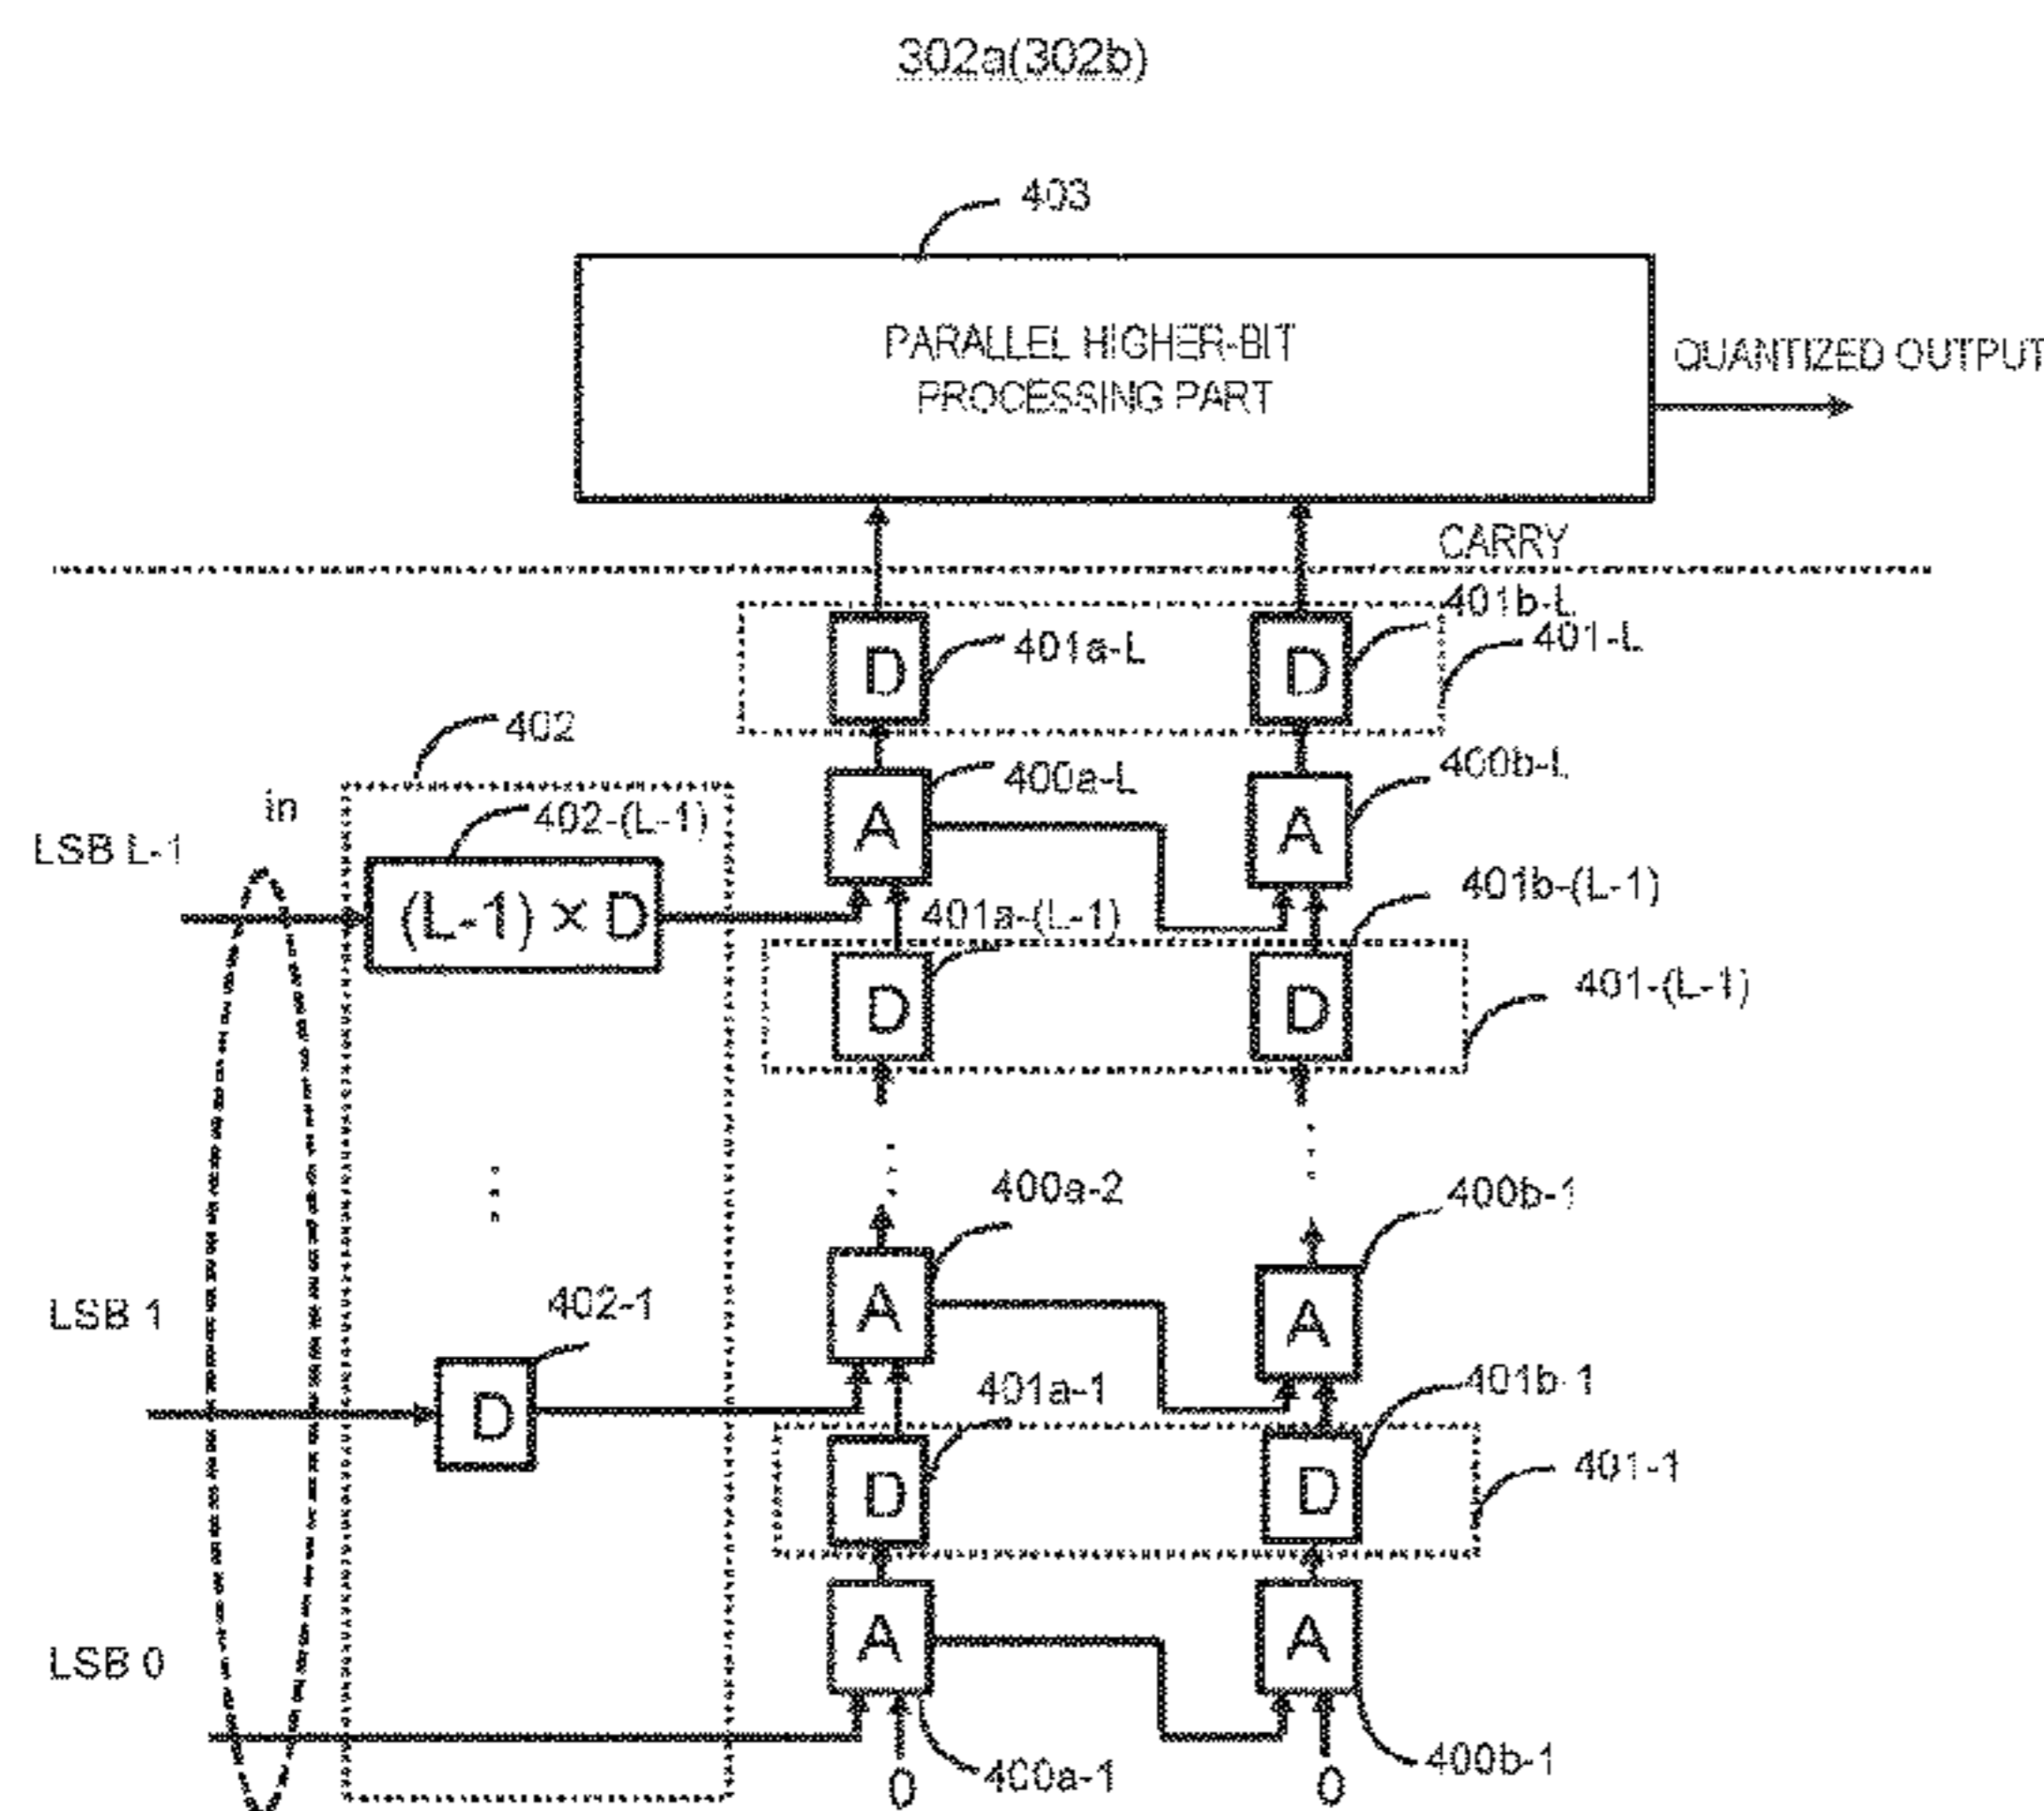 302a(302b)
403
PARALLEL HIGHER-BIT
PROCESSING PART
QUANTIZED OUTPUT
CARRY
401b-L
D
401a-L
D
401-L
402
400a-L
400b-L
in
402-(L-1)
A
A
LSB L-1
(L-1) × D
401a-(L-1)
401b-(L-1)
D
D
401-(L-1)
400a-2
400b-1
LSB 1
402-1
A
A
D
401a-1
401b-1
D
D
401-1
LSB 0
A
A
0
400a-1
0
400b-1